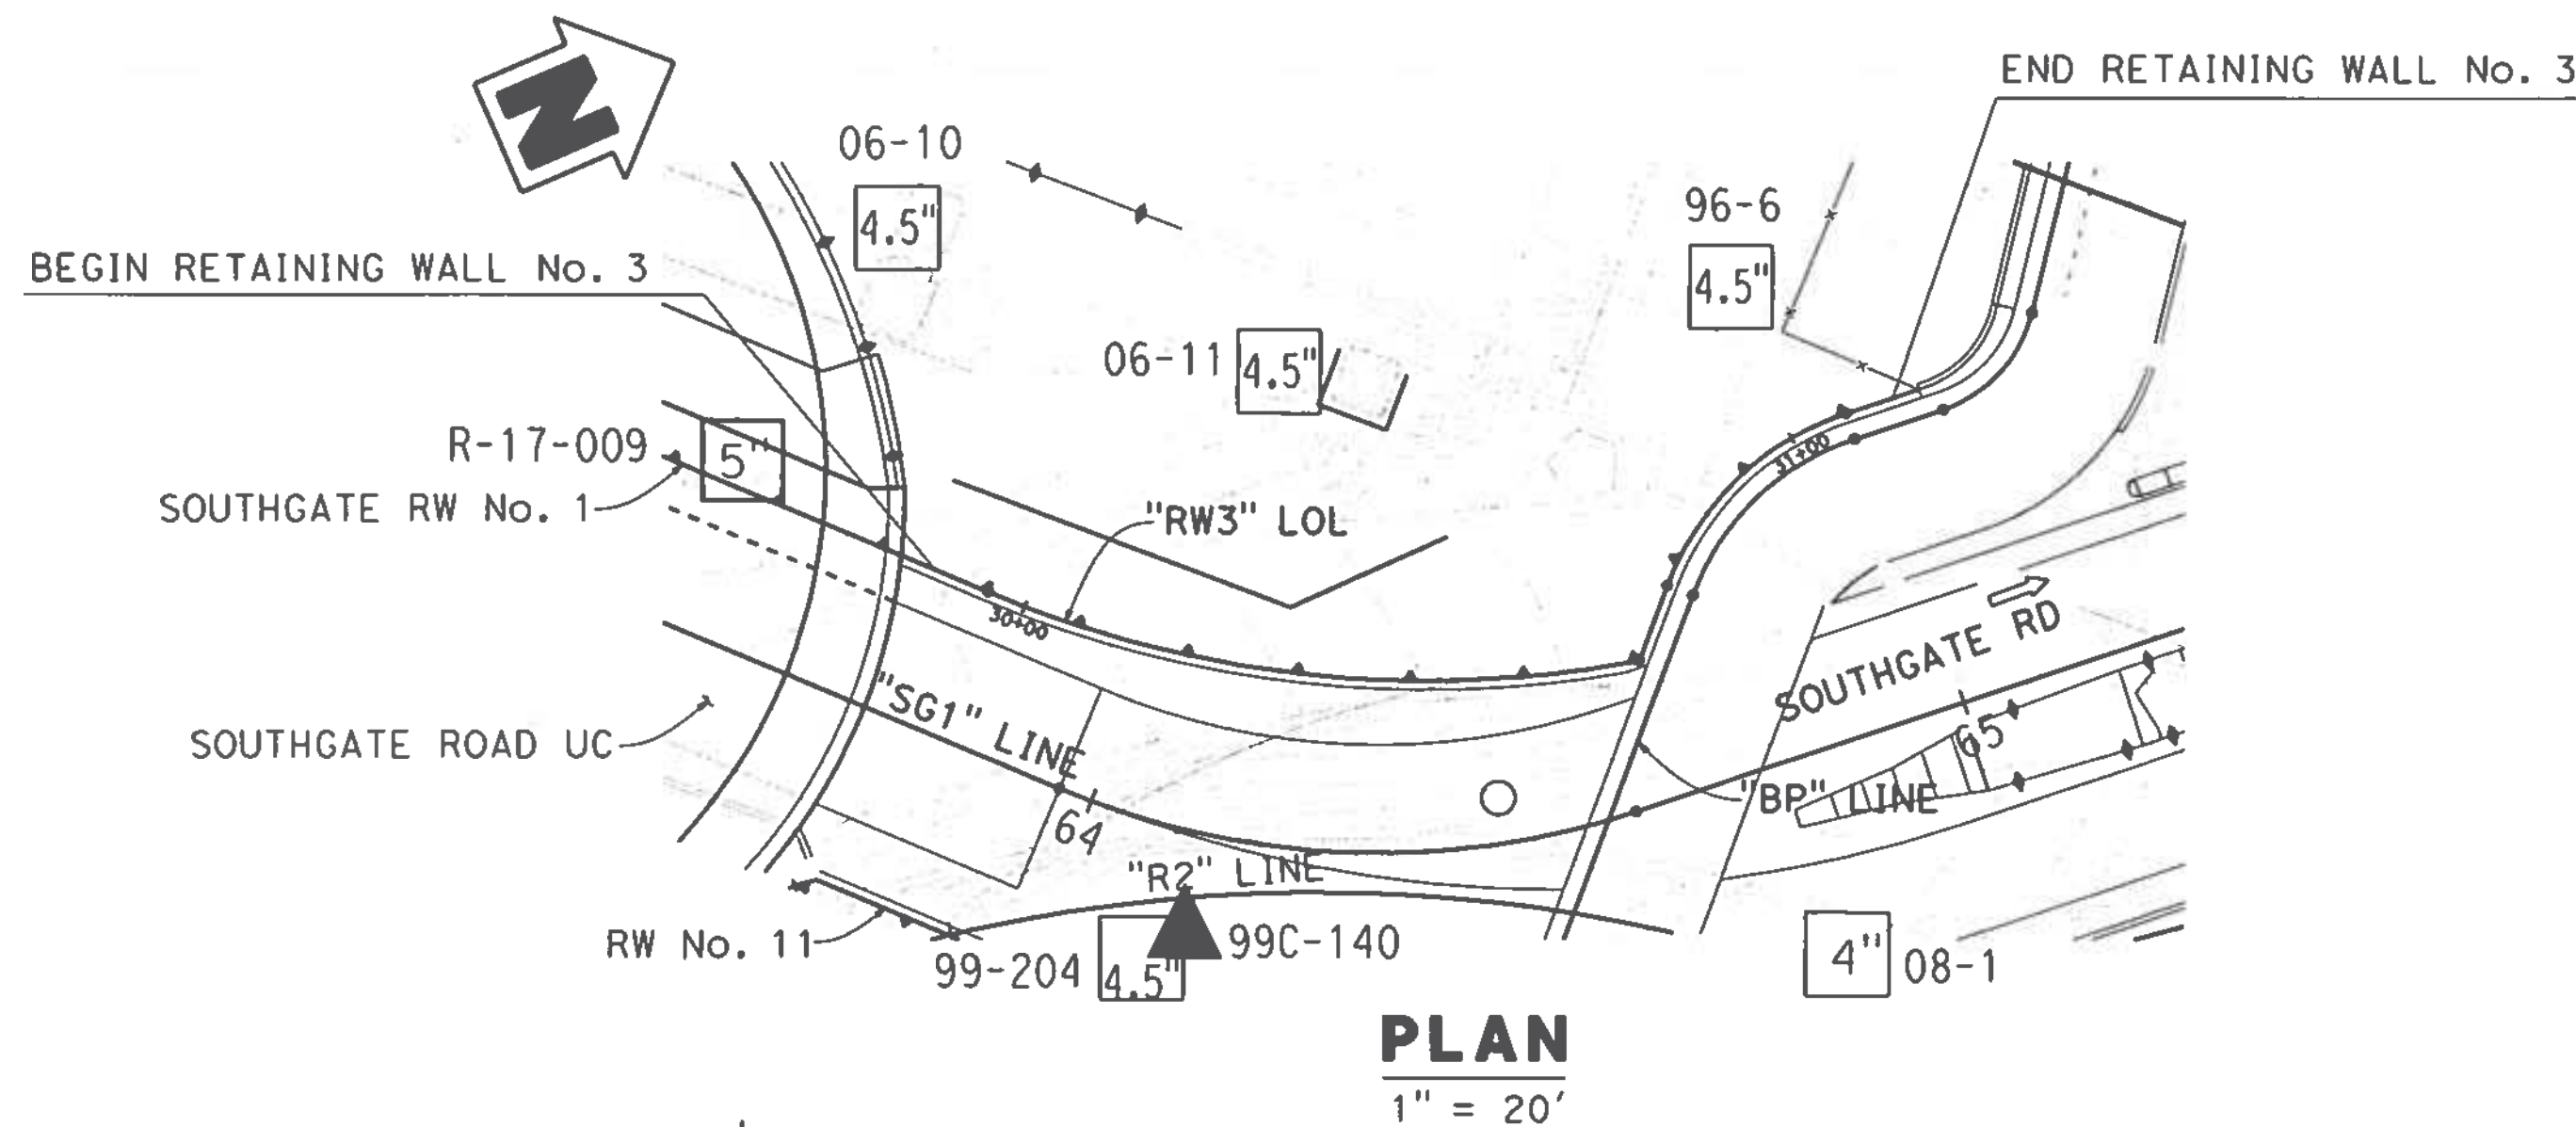 END RETAINING WALL No. 3
N
06-10
4.5"
96-6
4.5"
BEGIN RETAINING WALL No. 3
06-11
4.5"
R-17-009
5"
SOUTHGATE RW No. 1
31+00
"RW3" LOL
30+00
SOUTHGATE RD
"SG1" LINE
65
SOUTHGATE ROAD UC
"BP" LINE
64
"R2" LINE
RW No. 11
99-204
4.5"
99C-140
4"
08-1
PLAN
1" = 20'